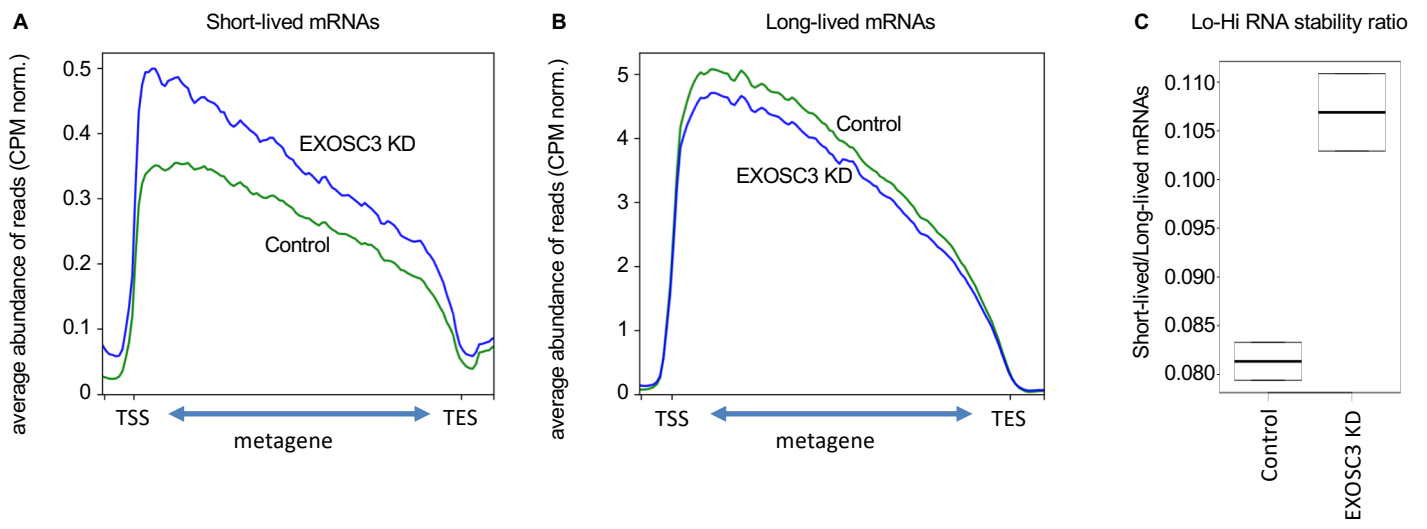 A
Short-lived mRNAs
average abundance of reads (CPM norm.)
0.5
0.4
0.3
0.2
0.1
0
EXOSC3 KD
Control
TSS
TES
metagene
B
Long-lived mRNAs
average abundance of reads (CPM norm.)
5
4
3
2
1
0
Control
EXOSC3 KD
TSS
TES
metagene
C
Lo-Hi RNA stability ratio
Short-lived/Long-lived mRNAs
0.110
0.105
0.100
0.095
0.090
0.085
0.080
Control
EXOSC3 KD